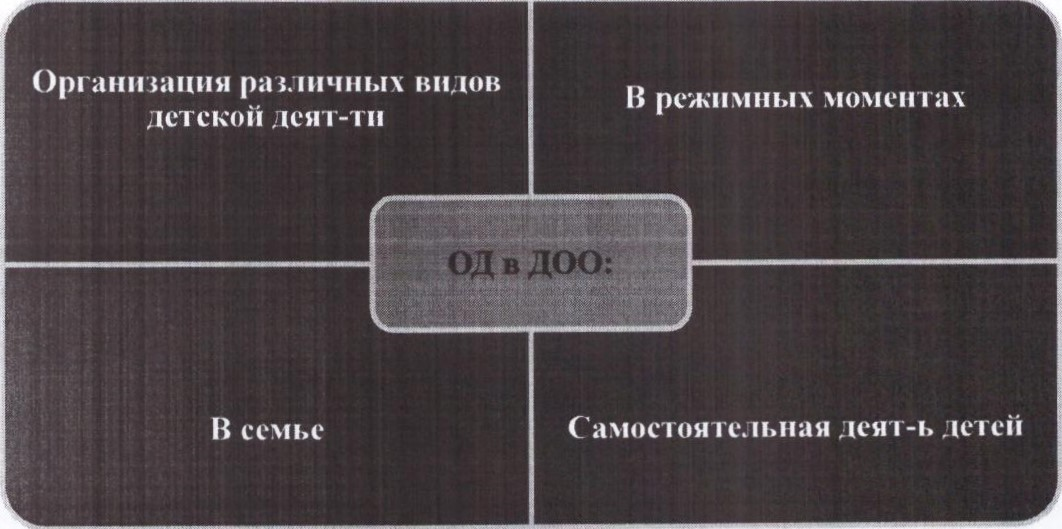 Организация различных видов
детской деят-ти
В режимных моментах
ОД в ДОО:
В семье
Самостоятельная деят-ь детей